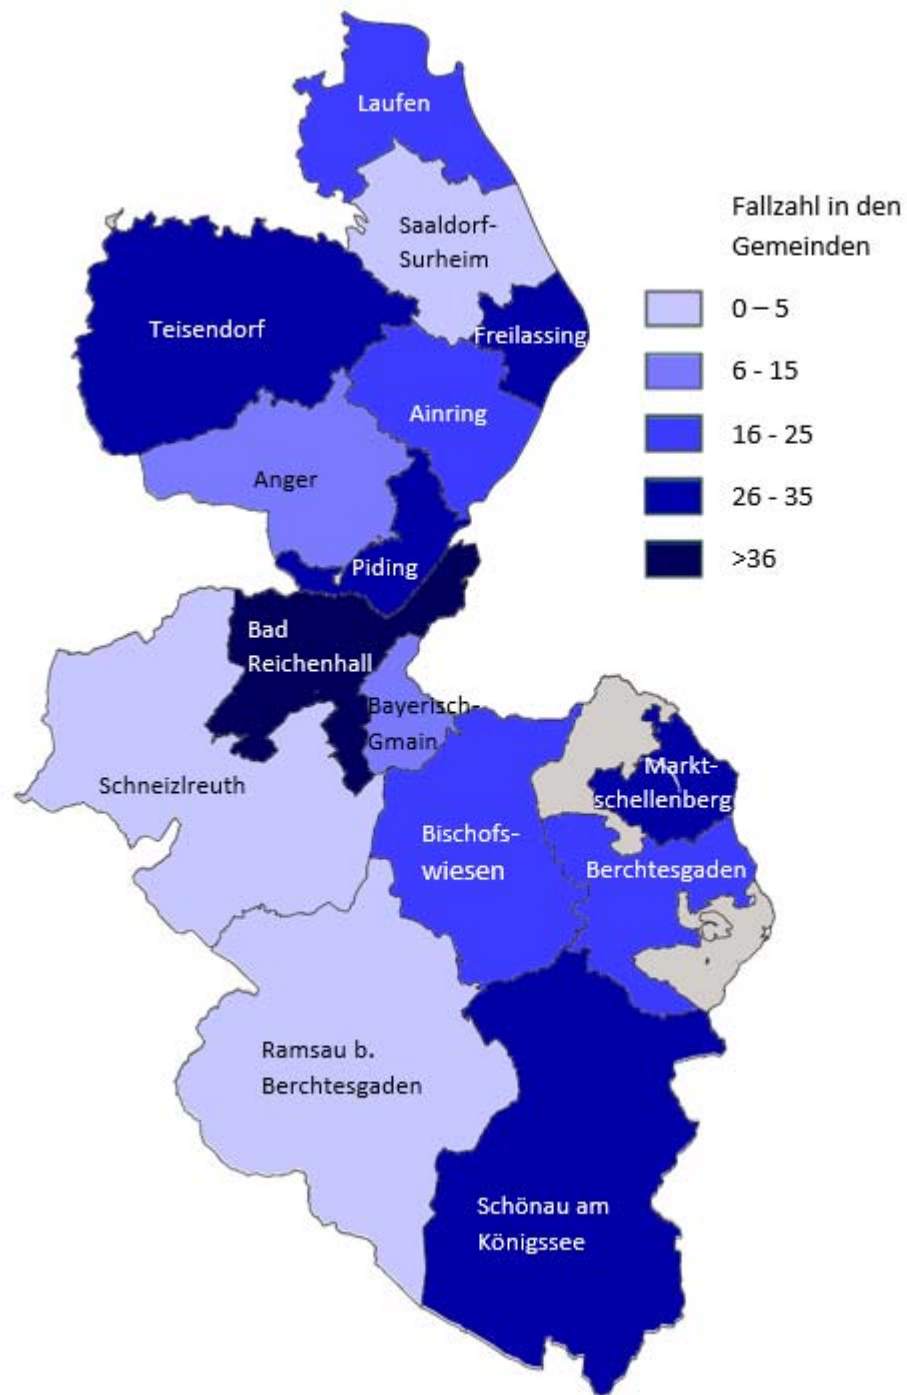 Laufen
Saaldorf-
Surheim
Teisendorf
Freilassing
Ainring
Anger
Piding
Bad
Reichenhall
Bayerisch-
Gmain
Schneizlreuth
Markt-
schellenberg
Bischofs-
wiesen
Berchtesgaden
Ramsau b.
Berchtesgaden
Schönau am
Königssee
Fallzahl in den
Gemeinden
0 – 5
6 - 15
16 - 25
26 - 35
>36